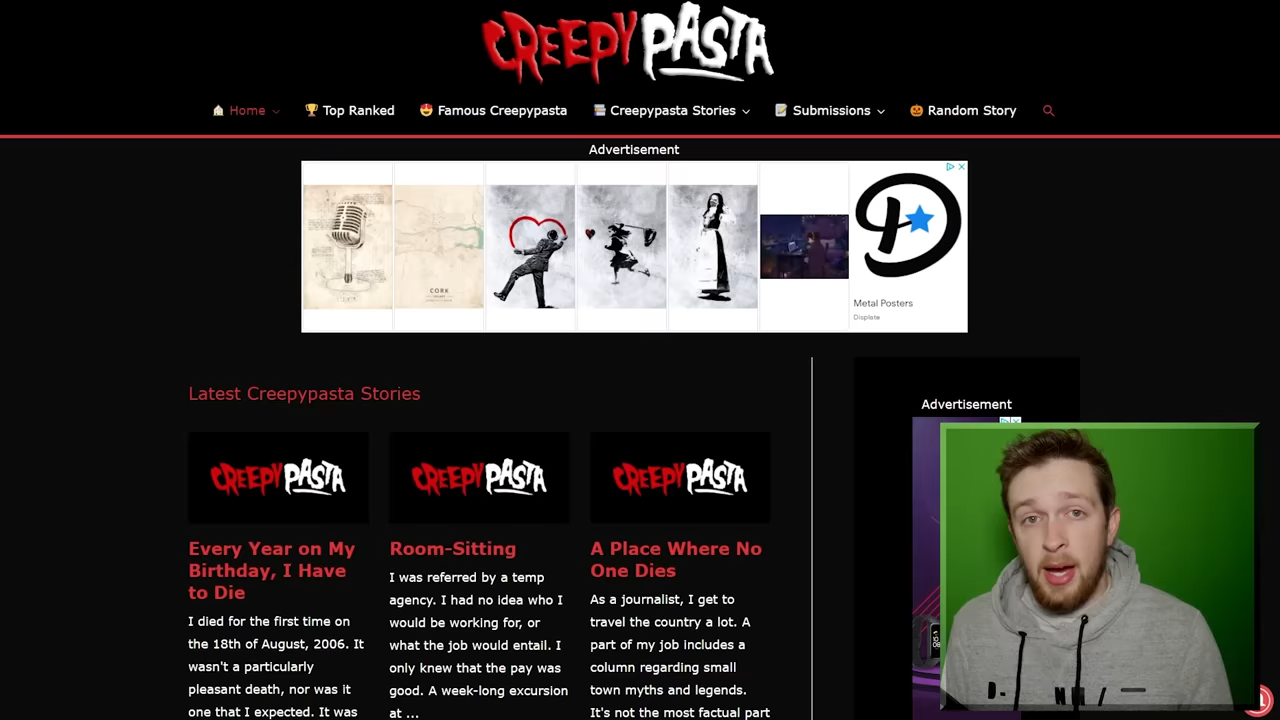 CREEPYPASTA
Home
Top Ranked
Famous Creepypasta
Creepypasta Stories
Submissions
Random Story
Advertisement
CORK
Metal Posters
Displate
Latest Creepypasta Stories
Advertisement
CREEPYPASTA
CREEPYPASTA
CREEPYPASTA
Every Year on My
Birthday, I Have
to Die
I died for the first time on
the 18th of August, 2006. It
wasn't a particularly
pleasant death, nor was it
one that I expected. It was
Room-Sitting
I was referred by a temp
agency. I had no idea who I
would be working for, or
what the job would entail. I
only knew that the pay was
good. A week-long excursion
at ...
A Place Where No
One Dies
As a journalist, I get to
travel the country a lot. A
part of my job includes a
column regarding small
town myths and legends.
It's not the most factual part